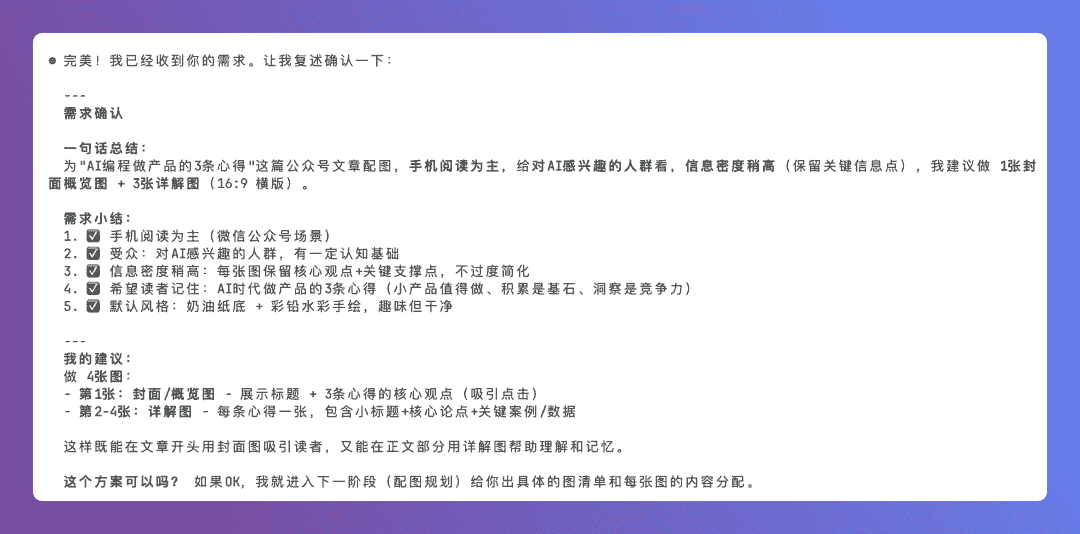 完美！我已经收到你的需求。让我复述确认一下：
---
需求确认
一句话总结：
为"AI编程做产品的3条心得"这篇公众号文章配图，手机阅读为主，给对AI感兴趣的人群看，信息密度稍高（保留关键信息点），我建议做 1张封
面概览图 + 3张详解图（16:9 横版）。
需求小结：
1. ☑ 手机阅读为主（微信公众号场景）
2. ☑ 受众：对AI感兴趣的人群，有一定认知基础
3. ☑ 信息密度稍高：每张图保留核心观点+关键支撑点，不过度简化
4. ☑ 希望读者记住：AI时代做产品的3条心得（小产品值得做、积累是基石、洞察是竞争力）
5. ☑ 默认风格：奶油纸底 + 彩铅水彩手绘，趣味但干净
---
我的建议：
做 4张图：
- 第1张：封面/概览图 - 展示标题 + 3条心得的核心观点（吸引点击）
- 第2-4张：详解图 - 每条心得一张，包含小标题+核心论点+关键案例/数据
这样既能在文章开头用封面图吸引读者，又能在正文部分用详解图帮助理解和记忆。
这个方案可以吗？ 如果OK，我就进入下一阶段（配图规划）给你出具体的图清单和每张图的内容分配。